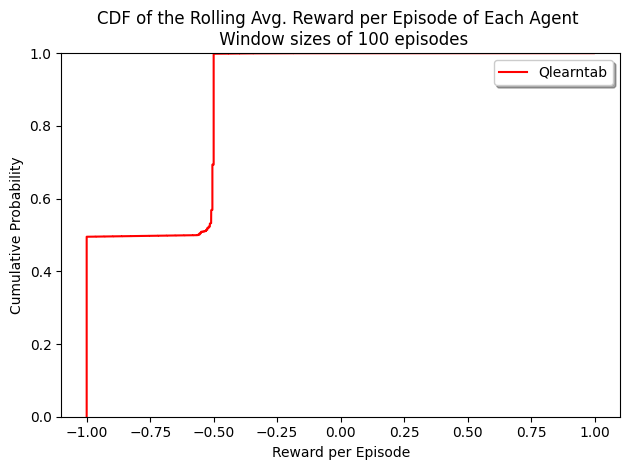 CDF of the Rolling Avg. Reward per Episode of Each Agent
Window sizes of 100 episodes
Qlearntab
1.0
0.8
0.6
0.4
0.2
0.0
Cumulative Probability
−1.00 −0.75 −0.50 −0.25 0.00 0.25 0.50 0.75 1.00
Reward per Episode